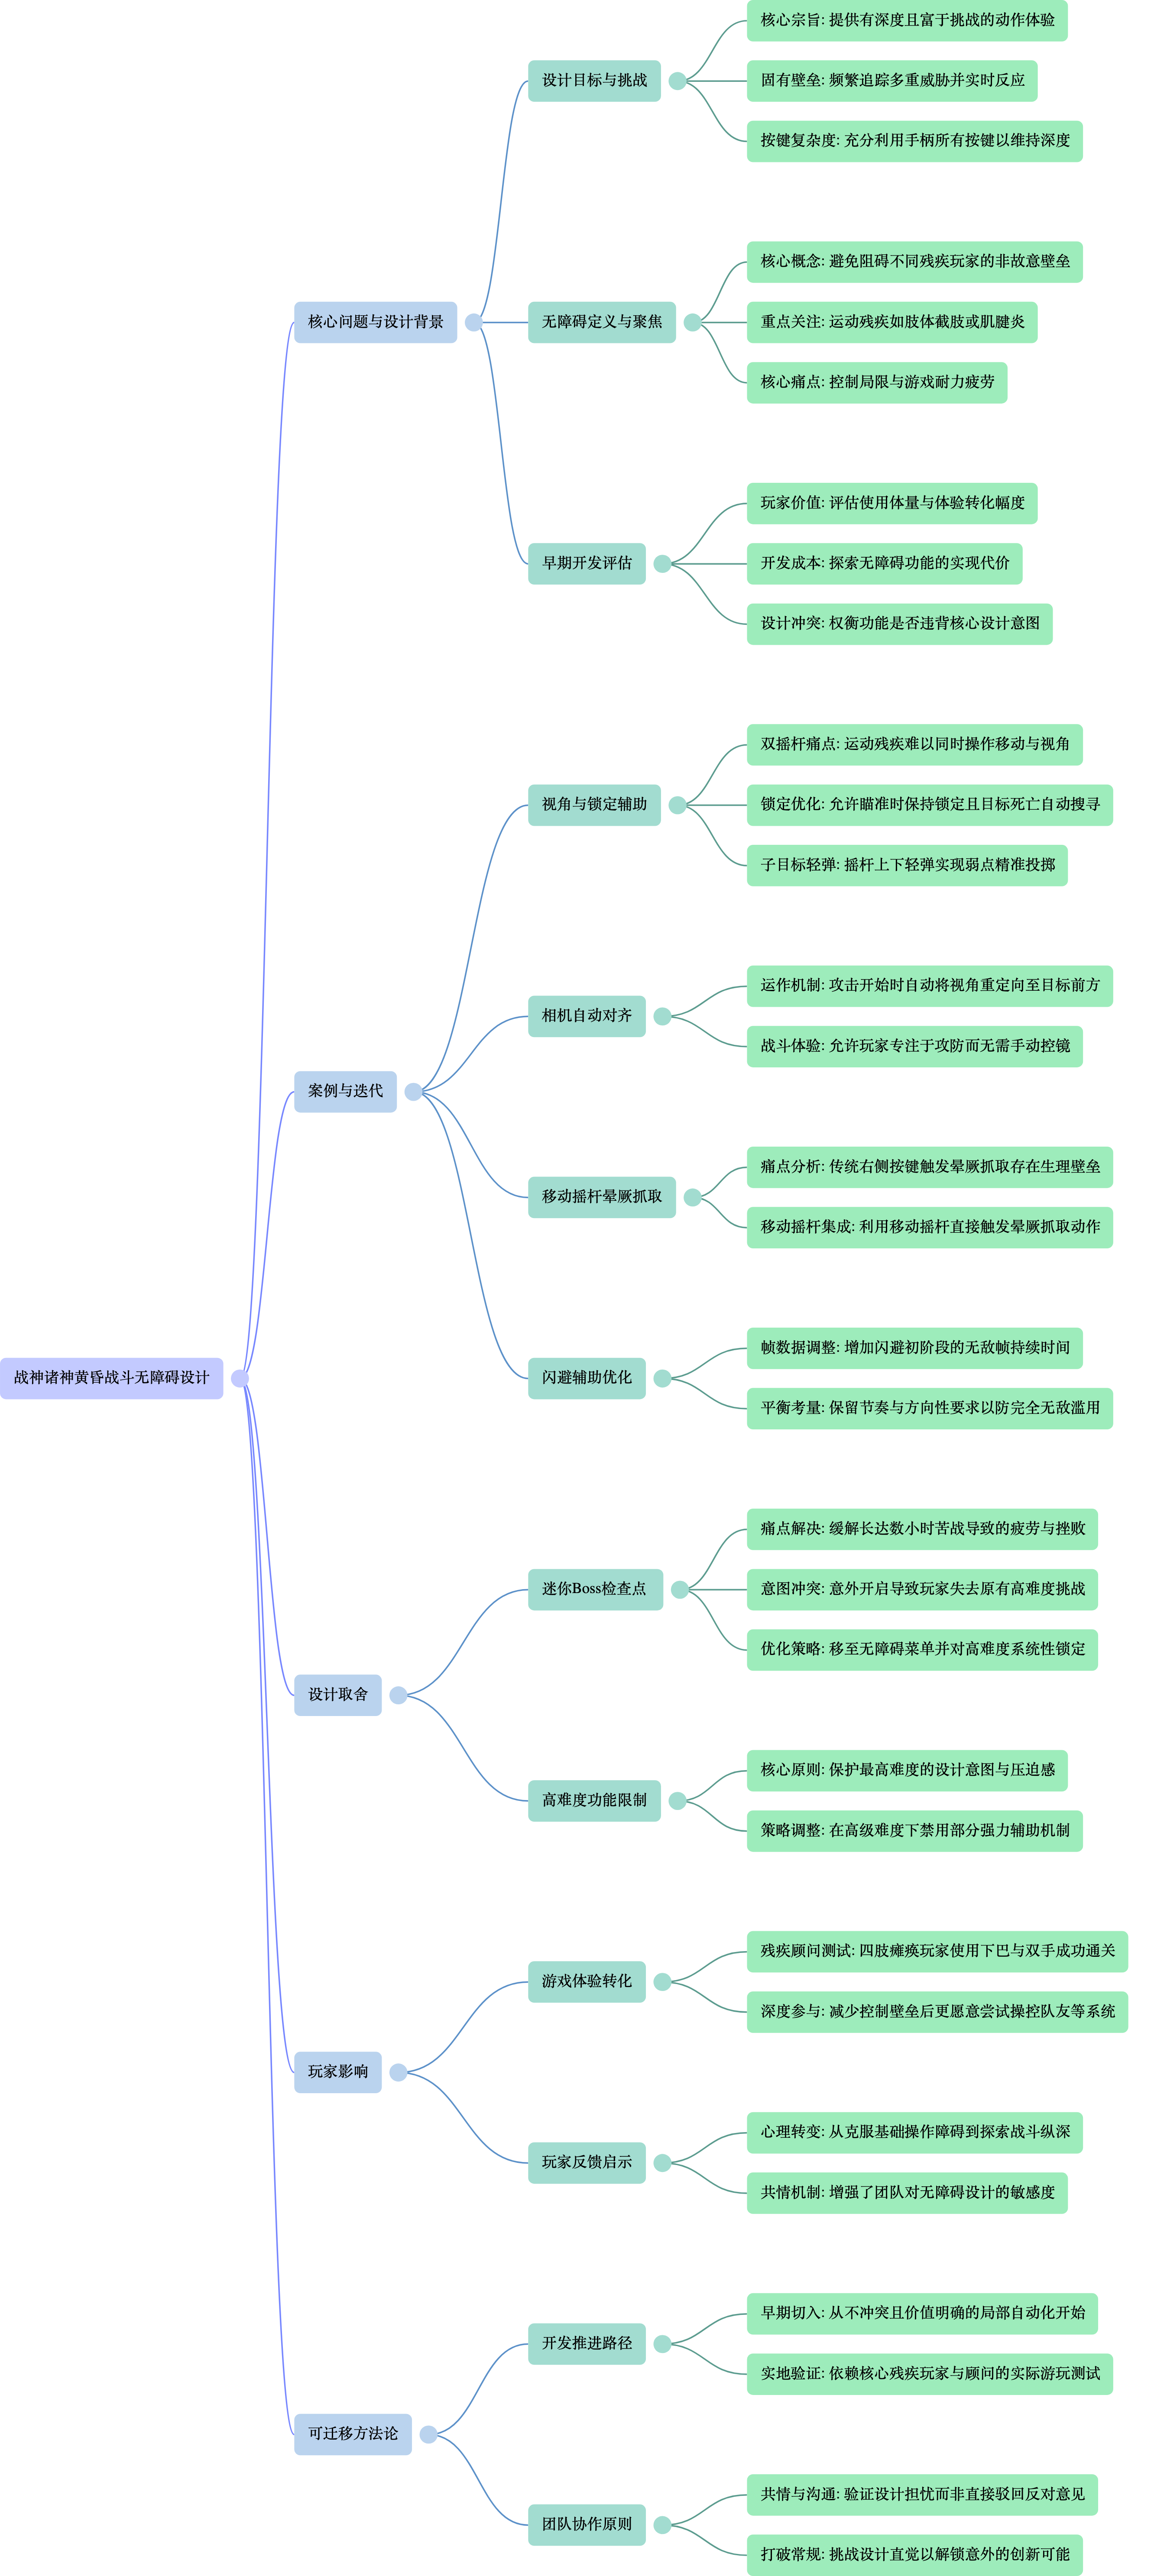 战神诸神黄昏战斗无障碍设计
核心问题与设计背景
设计目标与挑战
核心宗旨: 提供有深度且富于挑战的动作体验
固有壁垒: 频繁追踪多重威胁并实时反应
按键复杂度: 充分利用手柄所有按键以维持深度
无障碍定义与聚焦
核心概念: 避免阻碍不同残疾玩家的非故意壁垒
重点关注: 运动残疾如肢体截肢或肌腱炎
核心痛点: 控制局限与游戏耐力疲劳
早期开发评估
玩家价值: 评估使用体量与体验转化幅度
开发成本: 探索无障碍功能的实现代价
设计冲突: 权衡功能是否违背核心设计意图
案例与迭代
视角与锁定辅助
双摇杆痛点: 运动残疾难以同时操作移动与视角
锁定优化: 允许瞄准时保持锁定且目标死亡自动搜寻
子目标轻弹: 摇杆上下轻弹实现弱点精准投掷
相机自动对齐
运作机制: 攻击开始时自动将视角重定向至目标前方
战斗体验: 允许玩家专注于攻防而无需手动控镜
移动摇杆晕厥抓取
痛点分析: 传统右侧按键触发晕厥抓取存在生理壁垒
移动摇杆集成: 利用移动摇杆直接触发晕厥抓取动作
闪避辅助优化
帧数据调整: 增加闪避初阶段的无敌帧持续时间
平衡考量: 保留节奏与方向性要求以防完全无敌滥用
设计取舍
迷你Boss检查点
痛点解决: 缓解长达数小时苦战导致的疲劳与挫败
意图冲突: 意外开启导致玩家失去原有高难度挑战
优化策略: 移至无障碍菜单并对高难度系统性锁定
高难度功能限制
核心原则: 保护最高难度的设计意图与压迫感
策略调整: 在高级难度下禁用部分强力辅助机制
玩家影响
游戏体验转化
残疾顾问测试: 四肢瘫痪玩家使用下巴与双手成功通关
深度参与: 减少控制壁垒后更愿意尝试操控队友等系统
玩家反馈启示
心理转变: 从克服基础操作障碍到探索战斗纵深
共情机制: 增强了团队对无障碍设计的敏感度
可迁移方法论
开发推进路径
早期切入: 从不冲突且价值明确的局部自动化开始
实地验证: 依赖核心残疾玩家与顾问的实际游玩测试
团队协作原则
共情与沟通: 验证设计担忧而非直接驳回反对意见
打破常规: 挑战设计直觉以解锁意外的创新可能